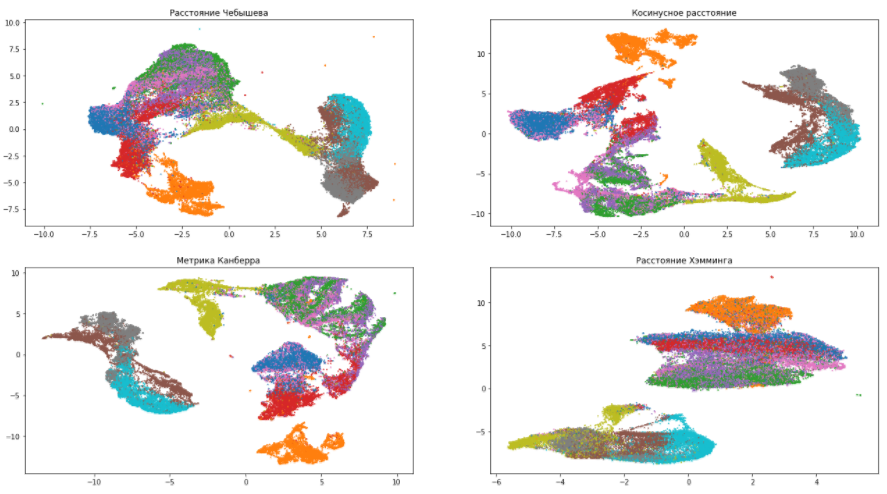 Расстояние Чебышева
10.0
7.5
5.0
2.5
0.0
−2.5
−5.0
−7.5
−10.0 −7.5 −5.0 −2.5 0.0 2.5 5.0 7.5
Косинусное расстояние
10
5
0
−5
−10
−10.0 −7.5 −5.0 −2.5 0.0 2.5 5.0 7.5 10.0
Метрика Канберра
10
5
0
−5
−10
−10 −5 0 5 10
Расстояние Хэмминга
10
5
0
−5
−6 −4 −2 0 2 4